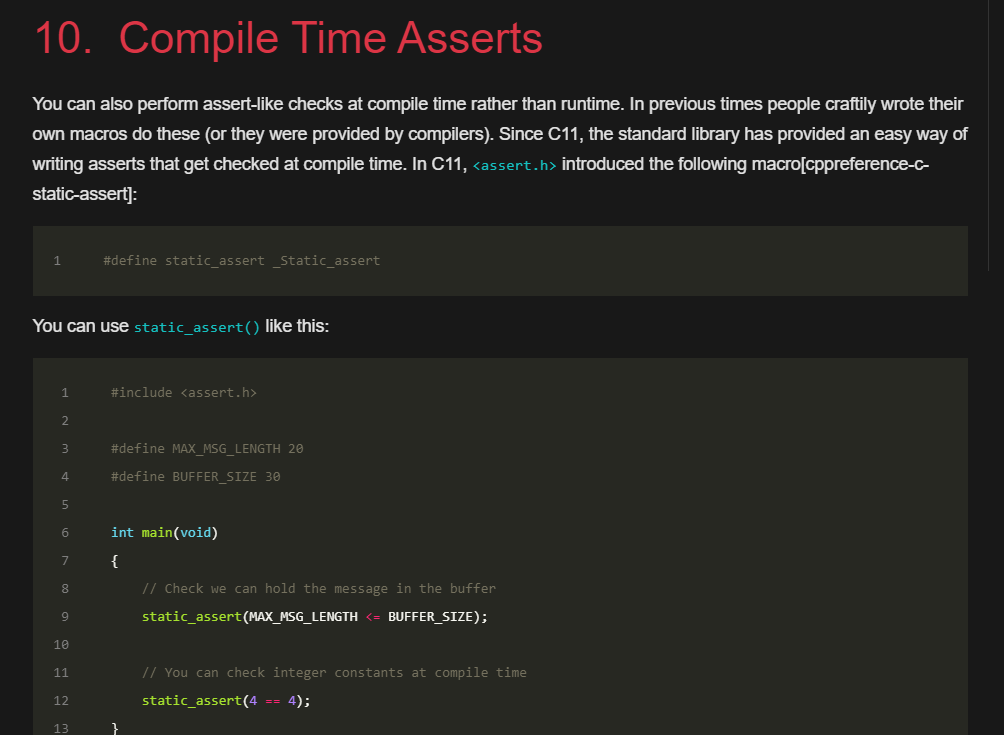 10. Compile Time Asserts
You can also perform assert-like checks at compile time rather than runtime. In previous times people craftily wrote their
own macros do these (or they were provided by compilers). Since C11, the standard library has provided an easy way of
writing asserts that get checked at compile time. In C11, <assert.h> introduced the following macro[cppreference-c-
static-assert]:
1 #define static_assert _Static_assert
You can use static_assert() like this:
1 #include <assert.h>
2
3 #define MAX_MSG_LENGTH 20
4 #define BUFFER_SIZE 30
5
6 int main(void)
7 {
8 // Check we can hold the message in the buffer
9 static_assert(MAX_MSG_LENGTH <= BUFFER_SIZE);
10
11 // You can check integer constants at compile time
12 static_assert(4 == 4);
13 }